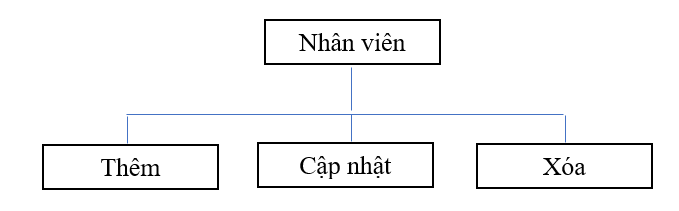 Nhân viên
Thêm
Cập nhật
Xóa